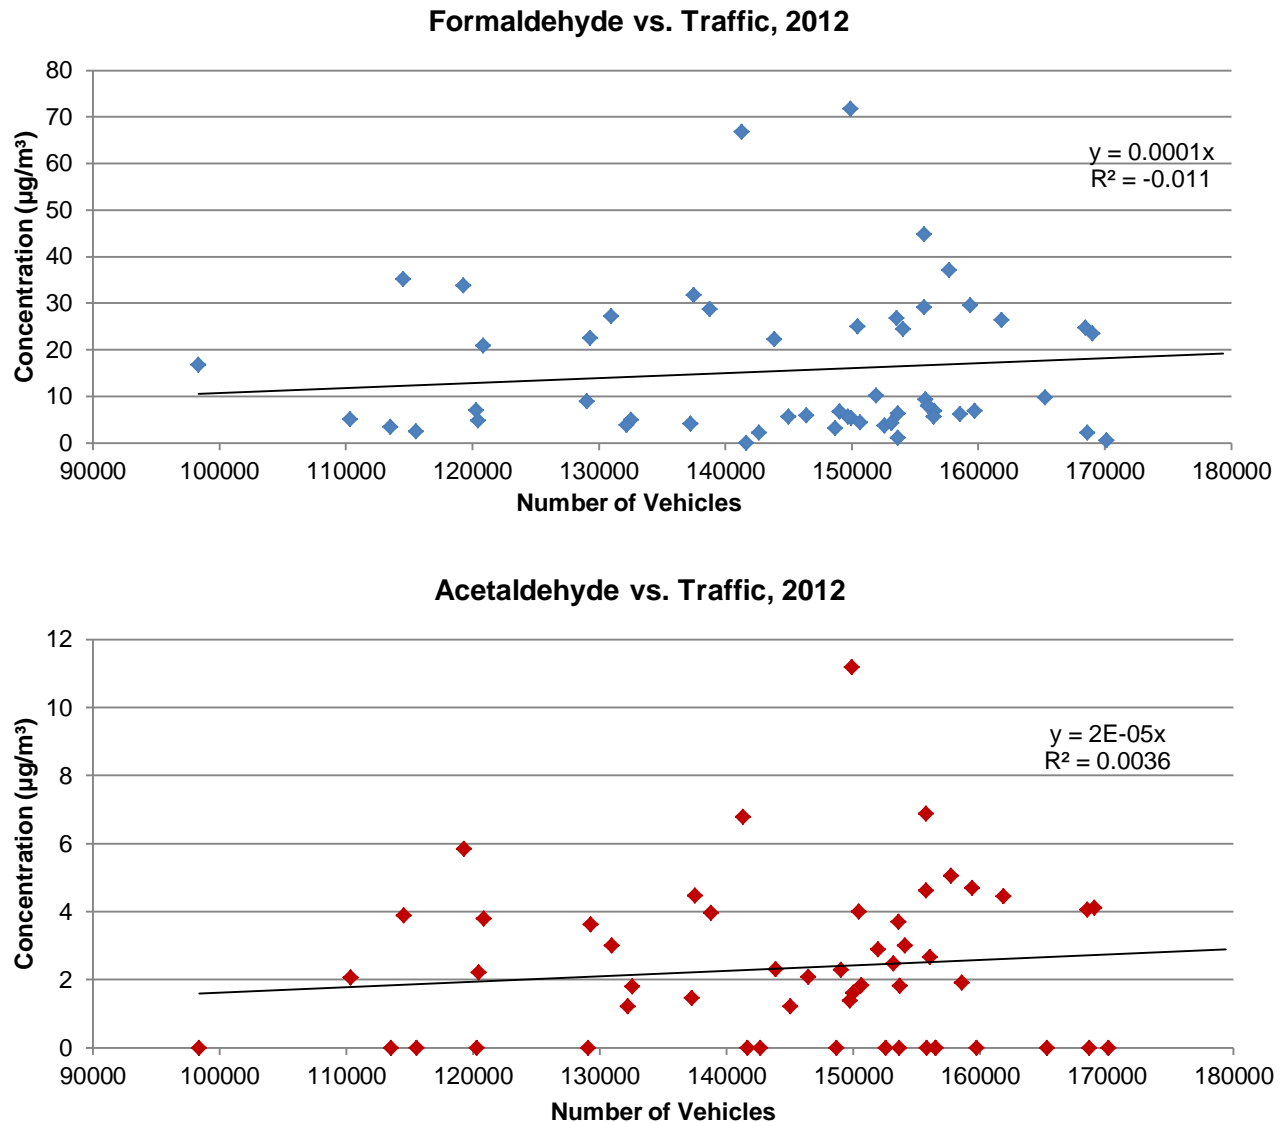 Formaldehyde vs. Traffic, 2012
80
70
60
50
40
30
20
10
0
Concentration (µg/m³)
y = 0.0001x
R² = -0.011
90000 100000 110000 120000 130000 140000 150000 160000 170000 180000
Number of Vehicles
Acetaldehyde vs. Traffic, 2012
12
10
8
6
4
2
0
Concentration (µg/m³)
y = 2E-05x
R² = 0.0036
90000 100000 110000 120000 130000 140000 150000 160000 170000 180000
Number of Vehicles